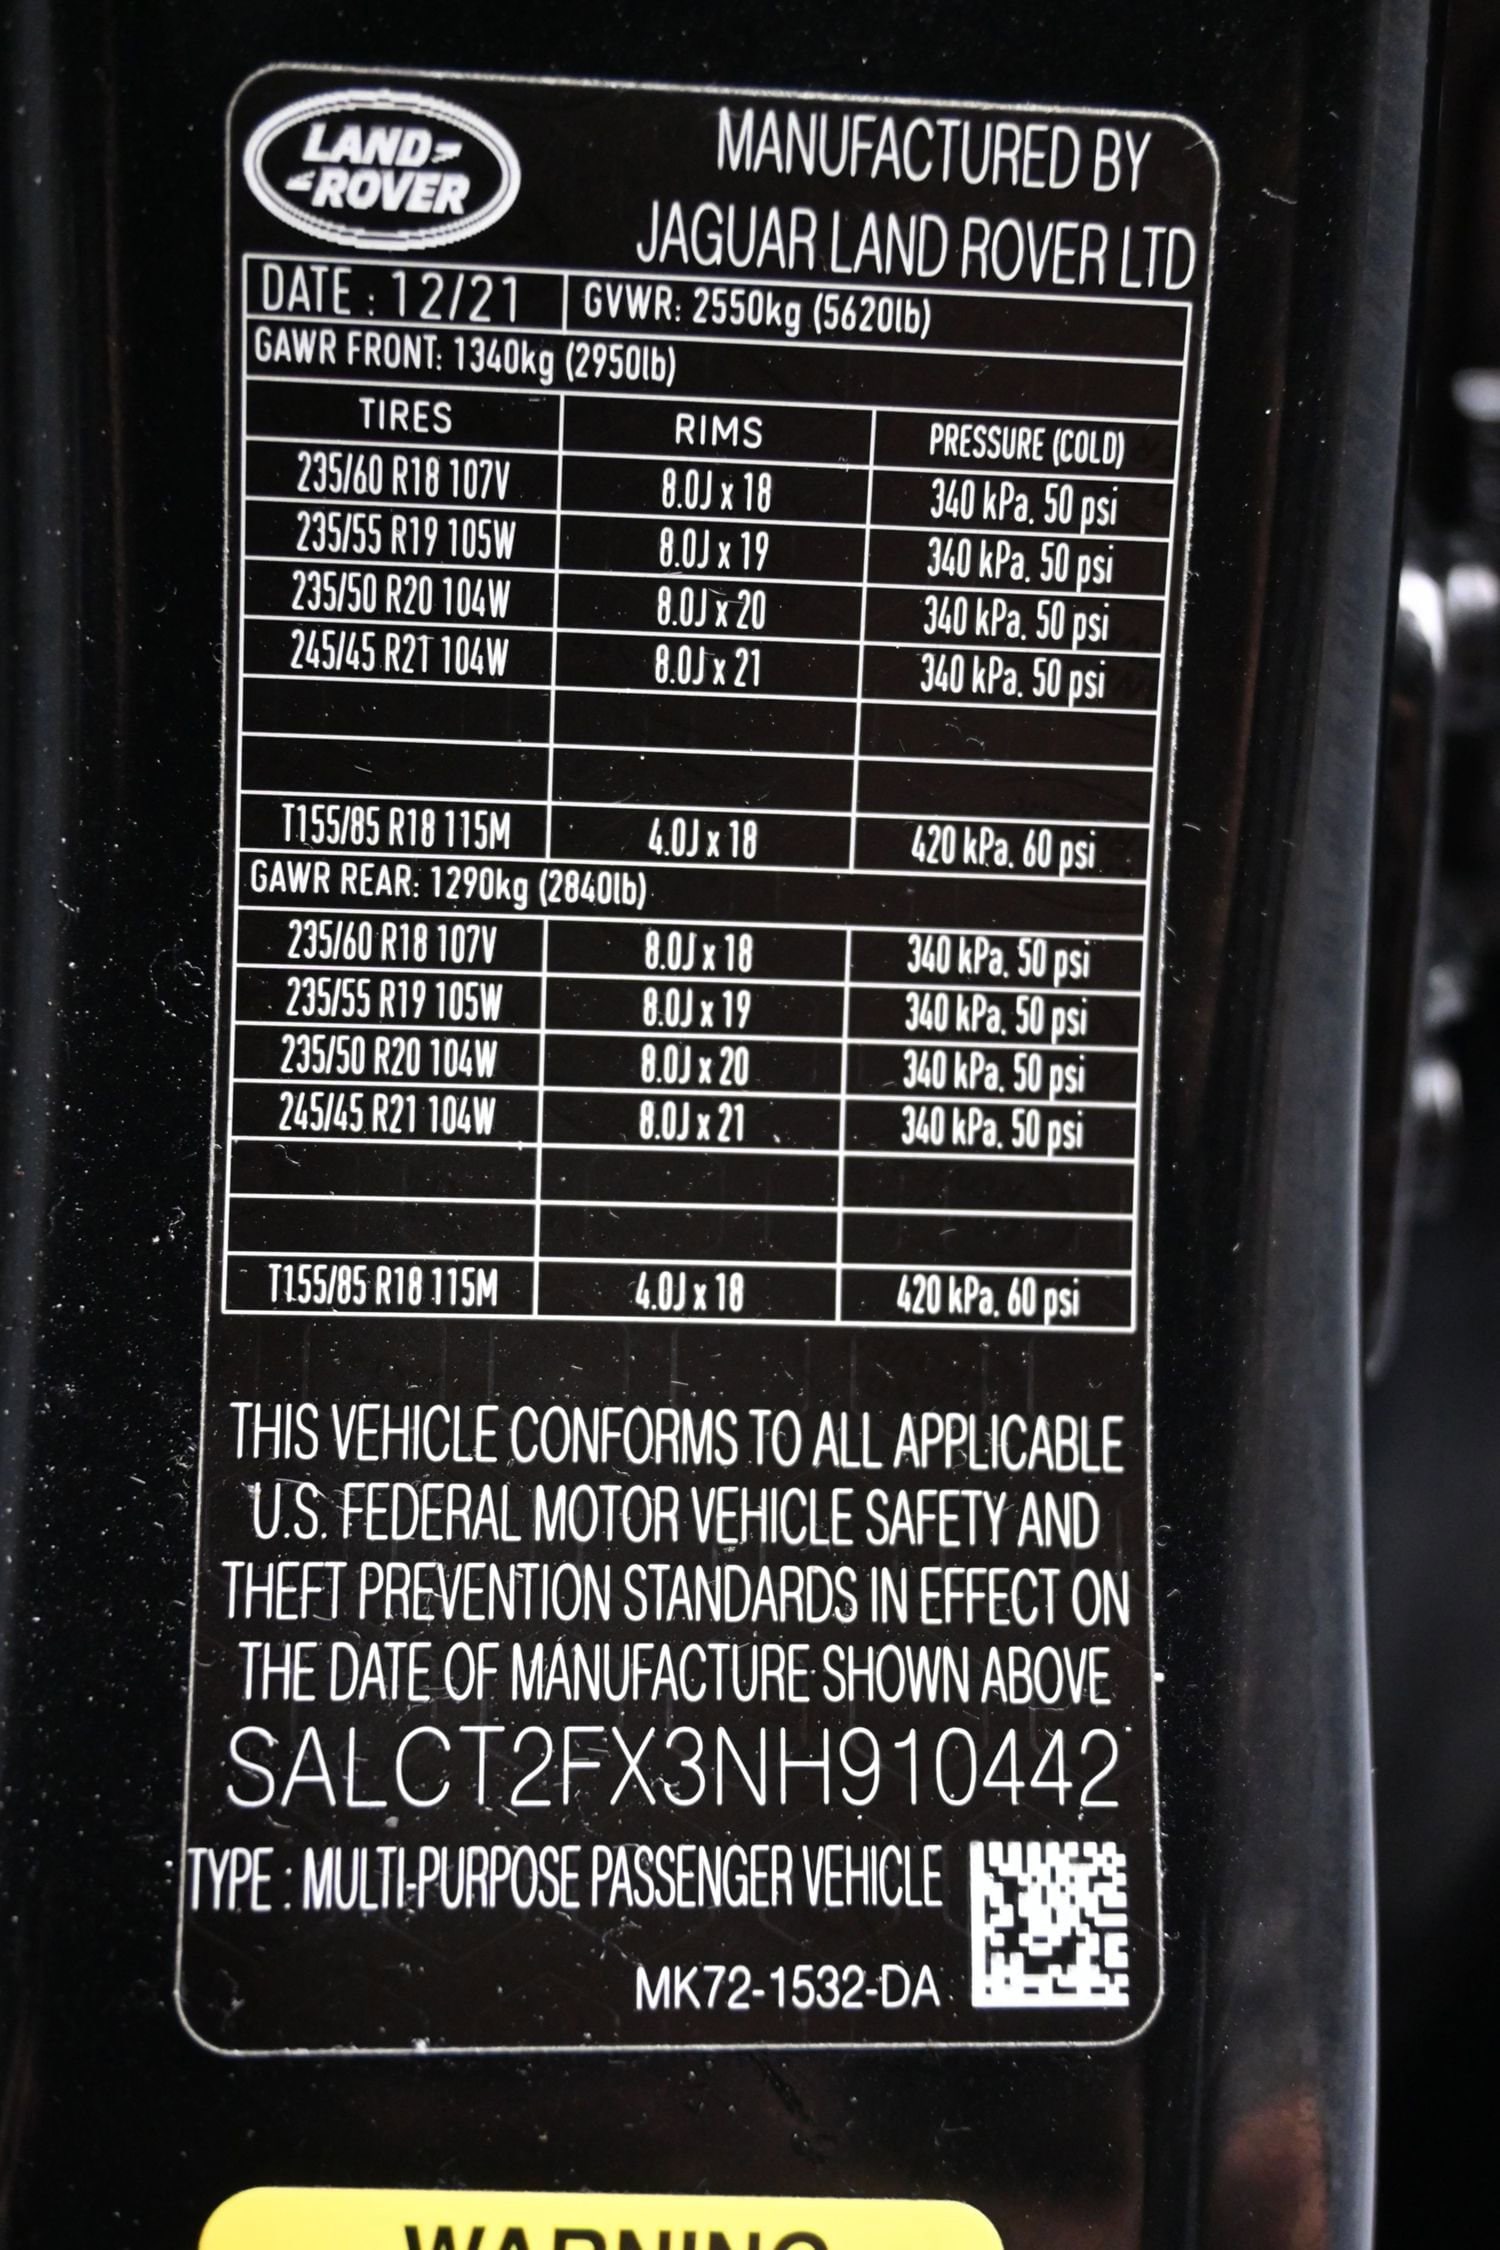 LAND ROVER
MANUFACTURED BY
JAGUAR LAND ROVER LTD
DATE : 12/21 GVWR: 2550kg (5620lb)
GAWR FRONT: 1340kg (2950lb)
TIRES RIMS PRESSURE (COLD)
235/60 R18 107V 8.0J x 18 340 kPa. 50 psi
235/55 R19 105W 8.0J x 19 340 kPa. 50 psi
235/50 R20 104W 8.0J x 20 340 kPa. 50 psi
245/45 R21 104W 8.0J x 21 340 kPa. 50 psi
T155/85 R18 115M 4.0J x 18 420 kPa. 60 psi
GAWR REAR: 1290kg (2840lb)
235/60 R18 107V 8.0J x 18 340 kPa. 50 psi
235/55 R19 105W 8.0J x 19 340 kPa. 50 psi
235/50 R20 104W 8.0J x 20 340 kPa. 50 psi
245/45 R21 104W 8.0J x 21 340 kPa. 50 psi
T155/85 R18 115M 4.0J x 18 420 kPa. 60 psi
THIS VEHICLE CONFORMS TO ALL APPLICABLE
U.S. FEDERAL MOTOR VEHICLE SAFETY AND
THEFT PREVENTION STANDARDS IN EFFECT ON
THE DATE OF MANUFACTURE SHOWN ABOVE
SALCT2FX3NH910442
TYPE : MULTI-PURPOSE PASSENGER VEHICLE
MK72-1532-DA
WARNING